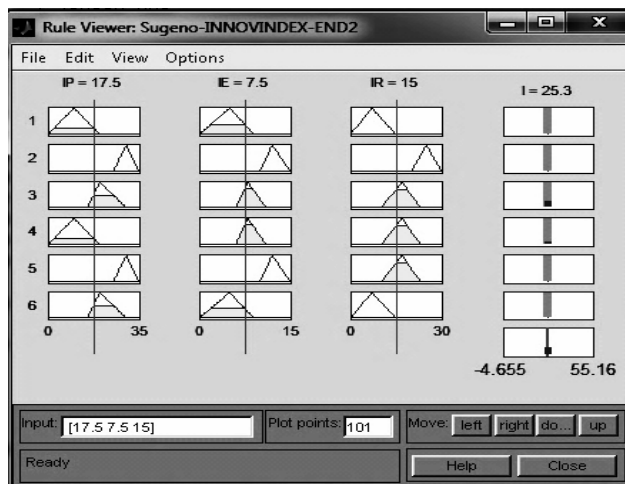 Rule Viewer: Sugeno-INNOVINDEX-END2
File Edit View Options
IP = 17.5 IE = 7.5 IR = 15 I = 25.3
1
2
3
4
5
6
0 35 0 15 0 30
-4.655 55.16
Input: [17.5 7.5 15] Plot points: 101 Move: left right do... up
Ready Help Close